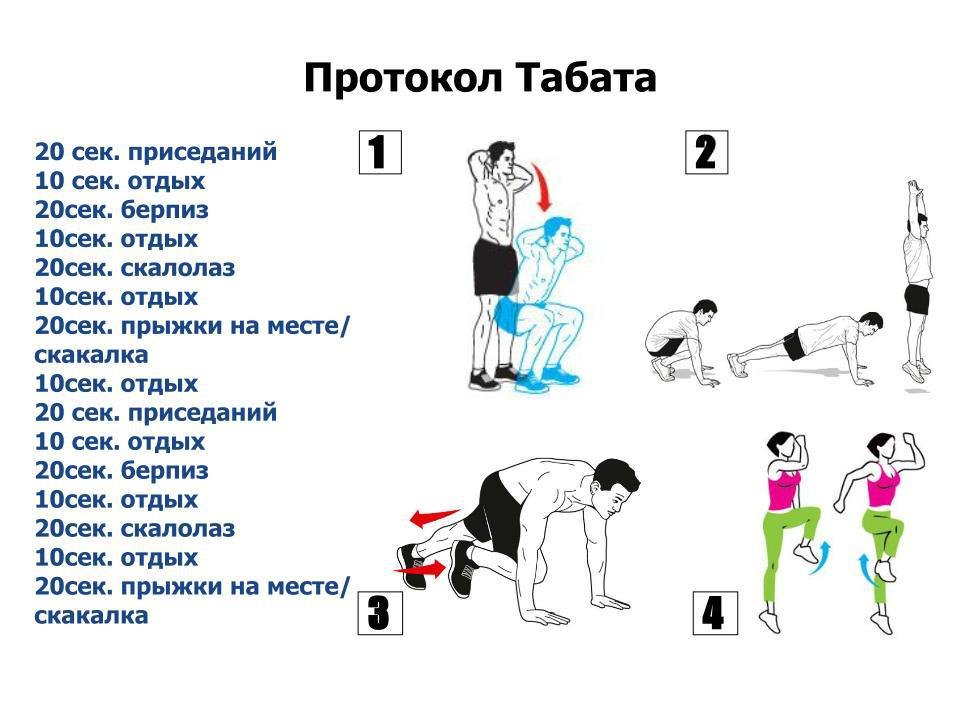 Протокол Табата
20 сек. приседаний
10 сек. отдых
20сек. берпиз
10сек. отдых
20сек. скалолаз
10сек. отдых
20сек. прыжки на месте/
скакалка
10сек. отдых
20 сек. приседаний
10 сек. отдых
20сек. берпиз
10сек. отдых
20сек. скалолаз
10сек. отдых
20сек. прыжки на месте/
скакалка
1
2
3
4